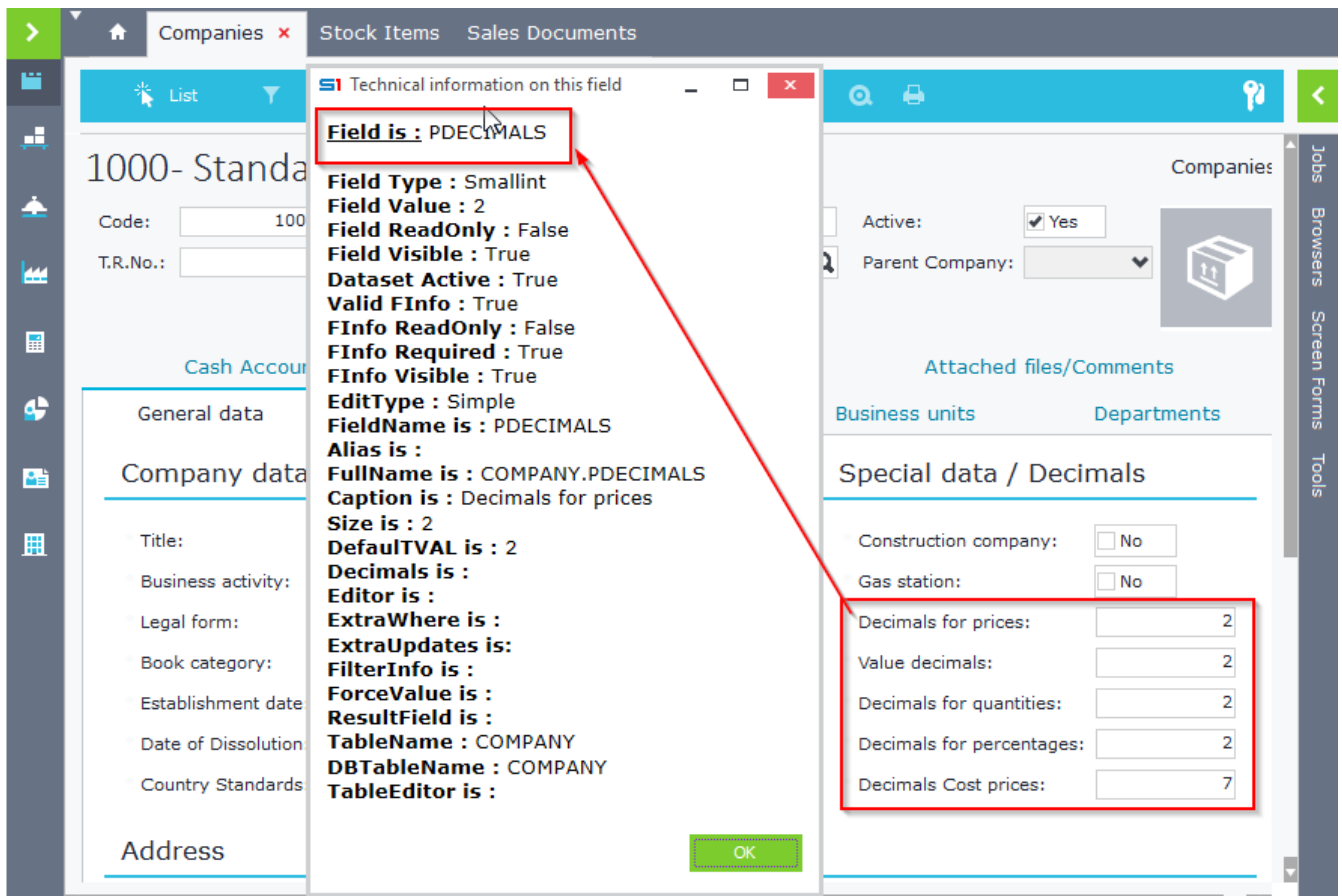 Companies × Stock Items Sales Documents
List
S1 Technical information on this field
Field is : PDECIMALS
Field Type : Smallint
Field Value : 2
Field ReadOnly : False
Field Visible : True
Dataset Active : True
Valid FInfo : True
FInfo ReadOnly : False
FInfo Required : True
FInfo Visible : True
EditType : Simple
FieldName is : PDECIMALS
Alias is :
FullName is : COMPANY.PDECIMALS
Caption is : Decimals for prices
Size is : 2
DefaulTVAL is : 2
Decimals is :
Editor is :
ExtraWhere is :
ExtraUpdates is:
FilterInfo is :
ForceValue is :
ResultField is :
TableName : COMPANY
DBTableName : COMPANY
TableEditor is :
OK
1000- Standa
Companies
Code: 100
Active: Yes
T.R.No.:
Parent Company:
Cash Accou
Attached files/Comments
General data
Business units
Departments
Company data
Title:
Business activity:
Legal form:
Book category:
Establishment date
Date of Dissolution
Country Standards
Address
Special data / Decimals
Construction company: No
Gas station: No
Decimals for prices: 2
Value decimals: 2
Decimals for quantities: 2
Decimals for percentages: 2
Decimals Cost prices: 7
Jobs
Browsers
Screen Forms
Tools